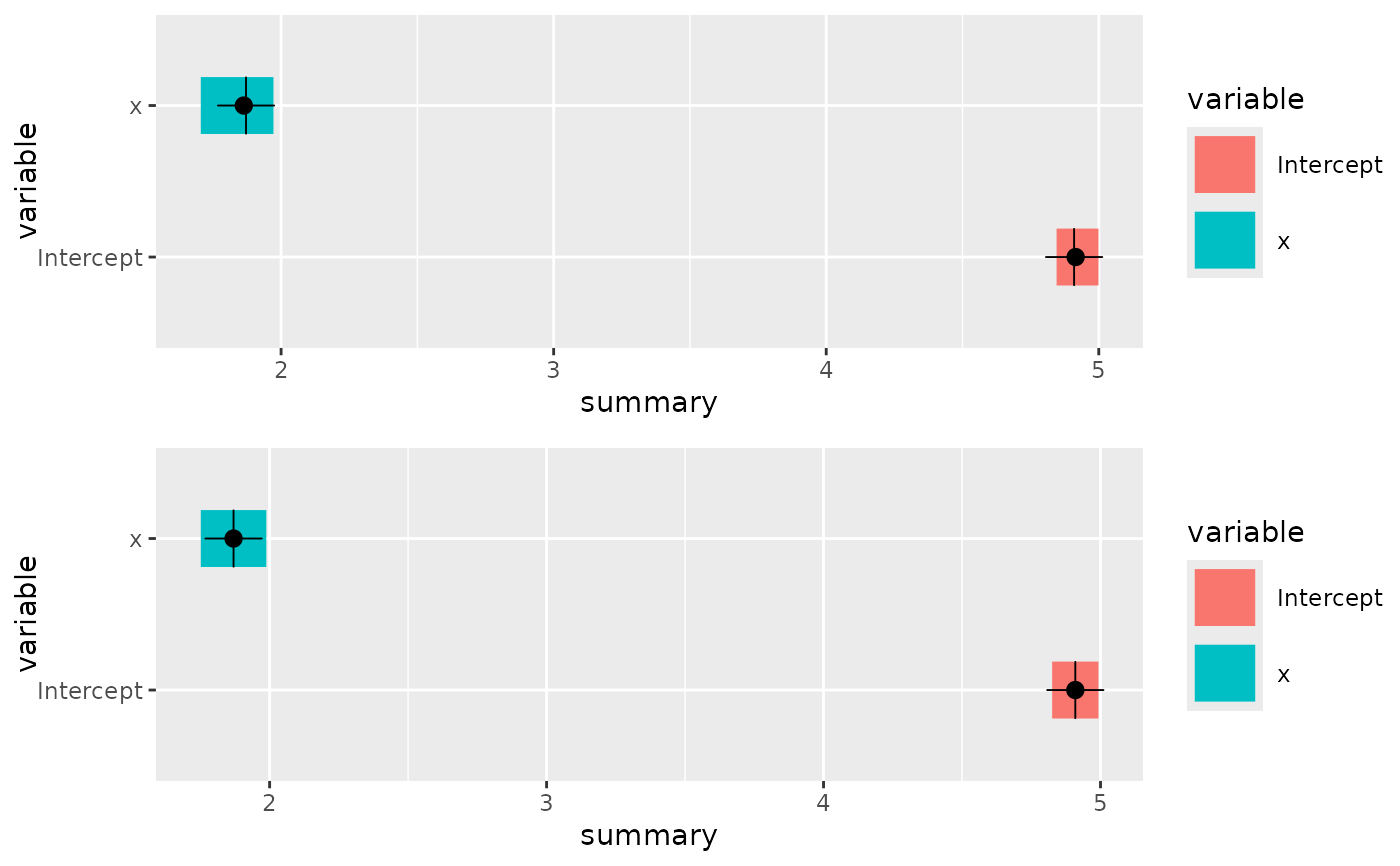 variable
x
Intercept
2 3 4 5
summary
variable
Intercept
x
variable
x
Intercept
2 3 4 5
summary
variable
Intercept
x